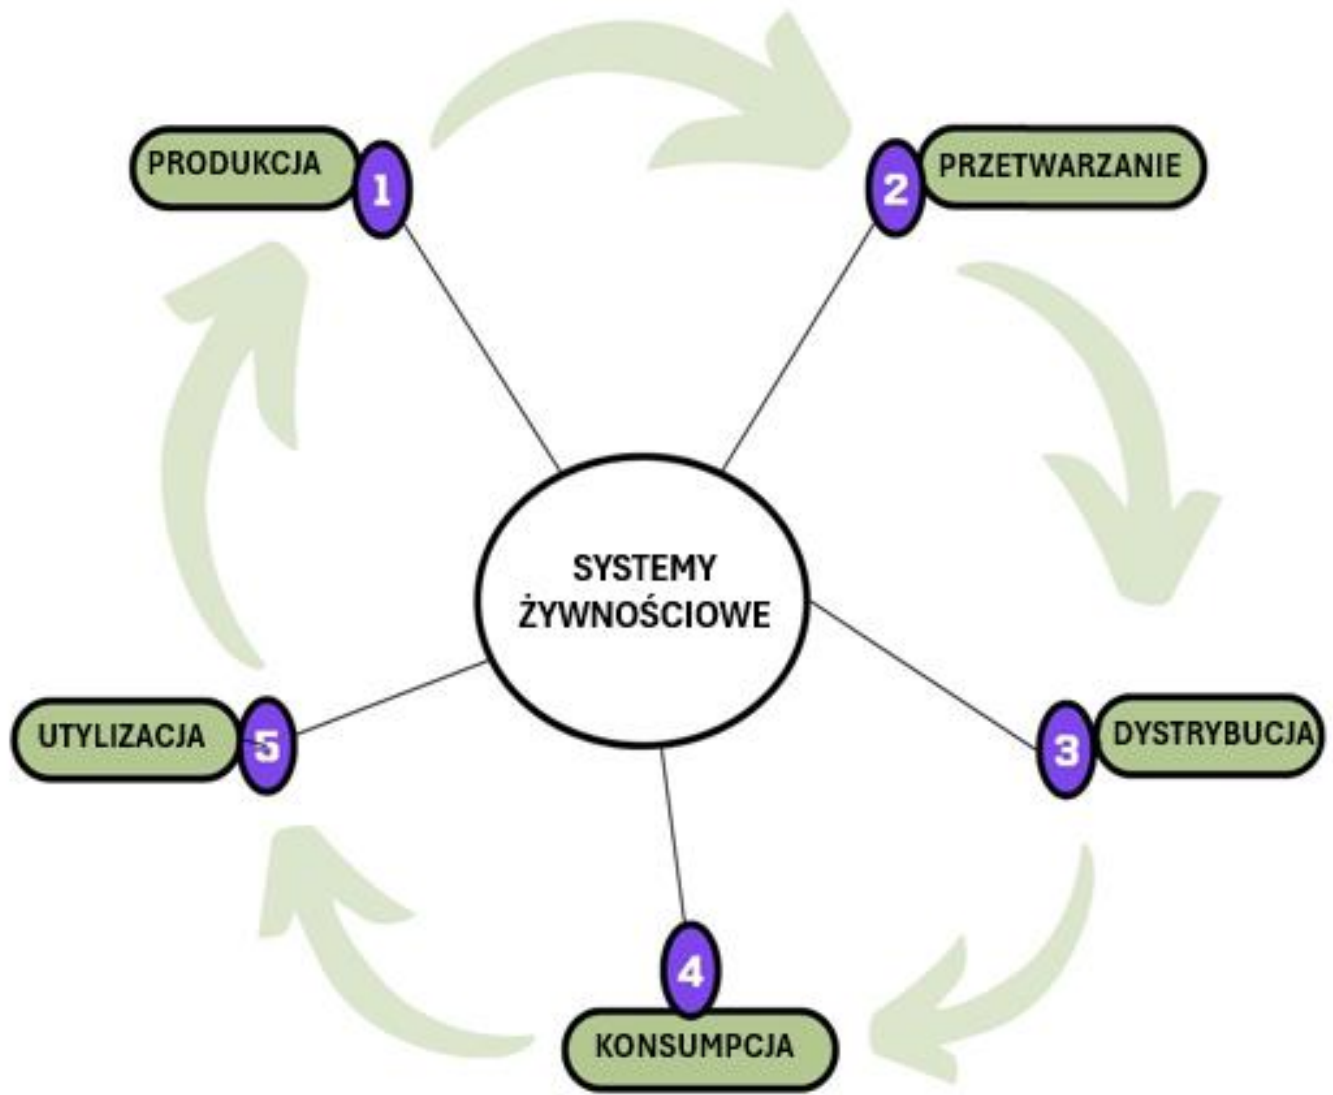 PRODUKCJA
1
2
PRZETWARZANIE
SYSTEMY
ŻYWNOŚCIOWE
3
DYSTRYBUCJA
4
KONSUMPCJA
UTYLIZACJA
5